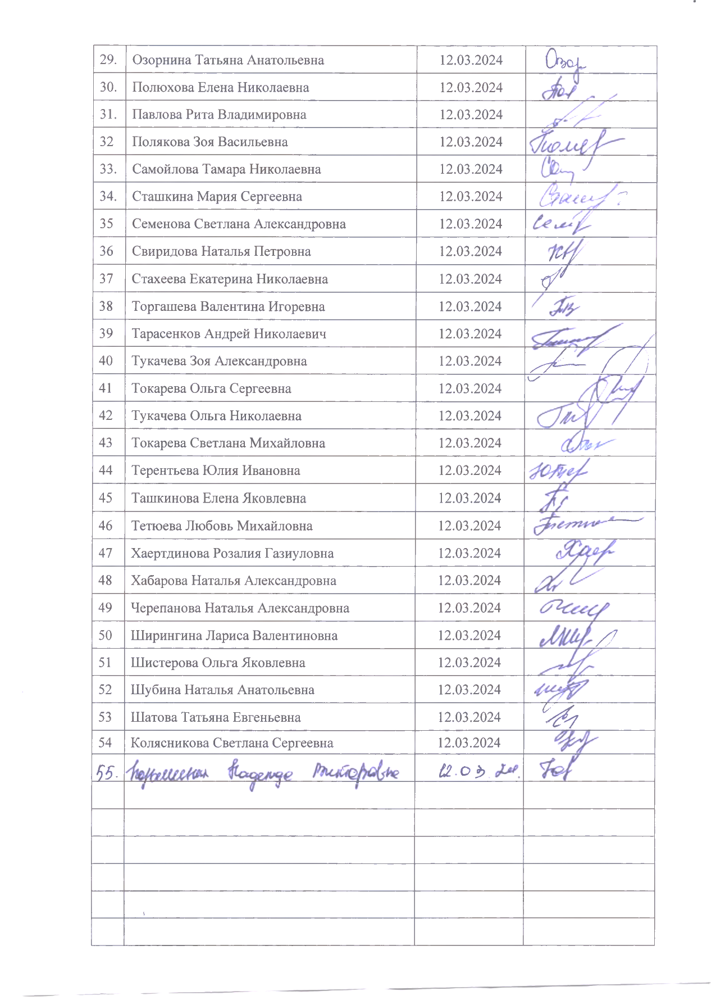 29. Озорнина Татьяна Анатольевна 12.03.2024 Озор
30. Полюхова Елена Николаевна 12.03.2024
31. Павлова Рита Владимировна 12.03.2024
32 Полякова Зоя Васильевна 12.03.2024
33. Самойлова Тамара Николаевна 12.03.2024
34. Сташкина Мария Сергеевна 12.03.2024
35 Семенова Светлана Александровна 12.03.2024
36 Свиридова Наталья Петровна 12.03.2024
37 Стахеева Екатерина Николаевна 12.03.2024
38 Торгашева Валентина Игоревна 12.03.2024
39 Тарасенков Андрей Николаевич 12.03.2024
40 Тукачева Зоя Александровна 12.03.2024
41 Токарева Ольга Сергеевна 12.03.2024
42 Тукачева Ольга Николаевна 12.03.2024
43 Токарева Светлана Михайловна 12.03.2024
44 Терентьева Юлия Ивановна 12.03.2024
45 Ташкинова Елена Яковлевна 12.03.2024
46 Тетюева Любовь Михайловна 12.03.2024
47 Хаертдинова Розалия Газиуловна 12.03.2024 Хаер
48 Хабарова Наталья Александровна 12.03.2024
49 Черепанова Наталья Александровна 12.03.2024
50 Ширингина Лариса Валентиновна 12.03.2024
51 Шистерова Ольга Яковлевна 12.03.2024
52 Шубина Наталья Анатольевна 12.03.2024
53 Шатова Татьяна Евгеньевна 12.03.2024
54 Колясникова Светлана Сергеевна 12.03.2024
55. Надежда Викторовна 12.03.24.